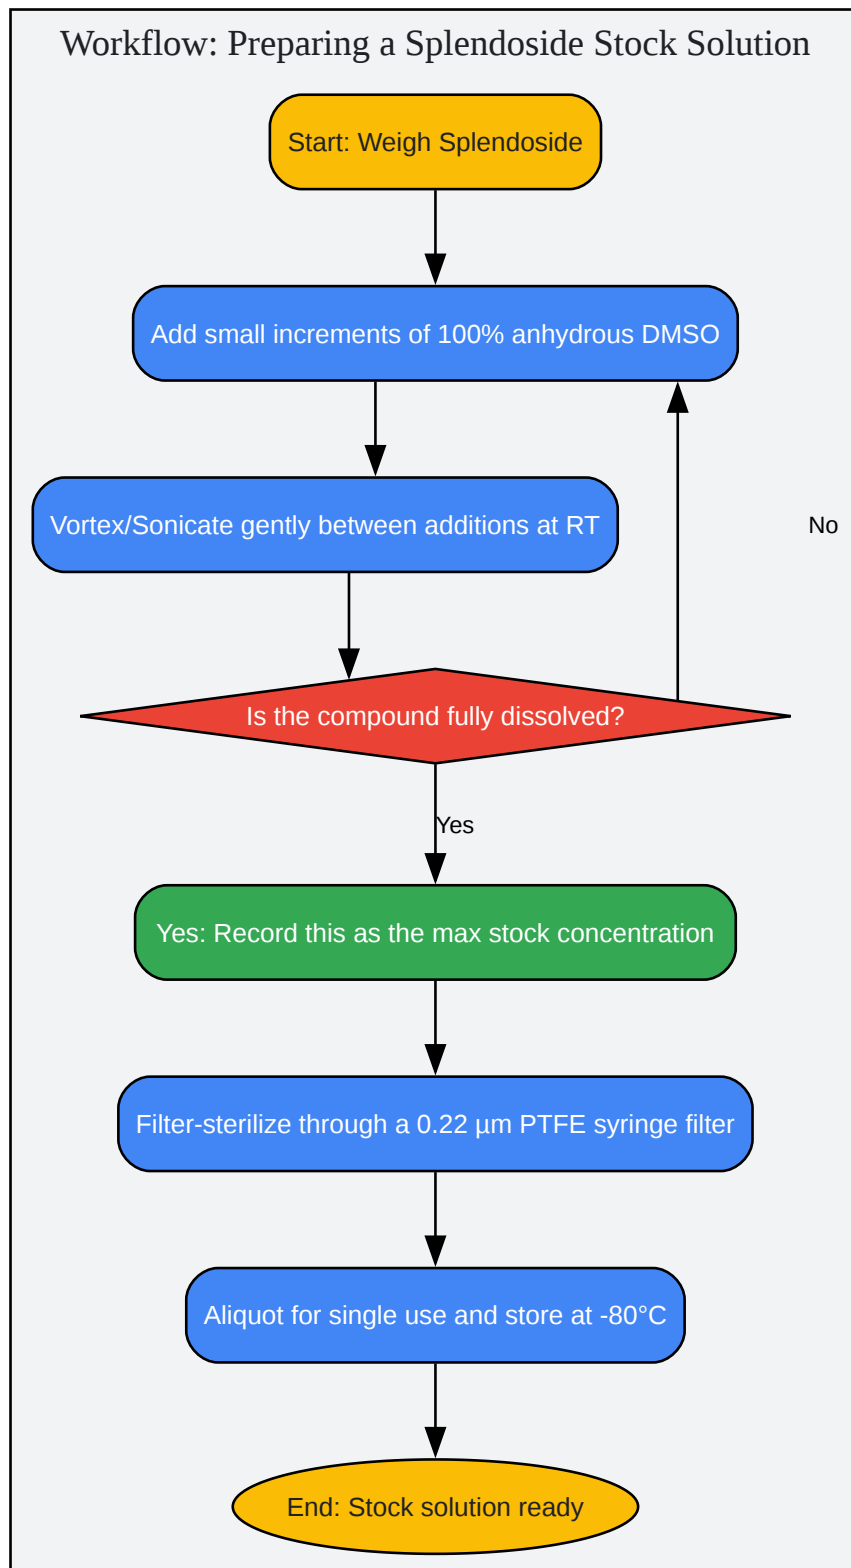 Workflow: Preparing a Splendoside Stock Solution
Start: Weigh Splendoside
Add small increments of 100% anhydrous DMSO
Vortex/Sonicate gently between additions at RT
No
Is the compound fully dissolved?
Yes
Yes: Record this as the max stock concentration
Filter-sterilize through a 0.22 µm PTFE syringe filter
Aliquot for single use and store at -80°C
End: Stock solution ready